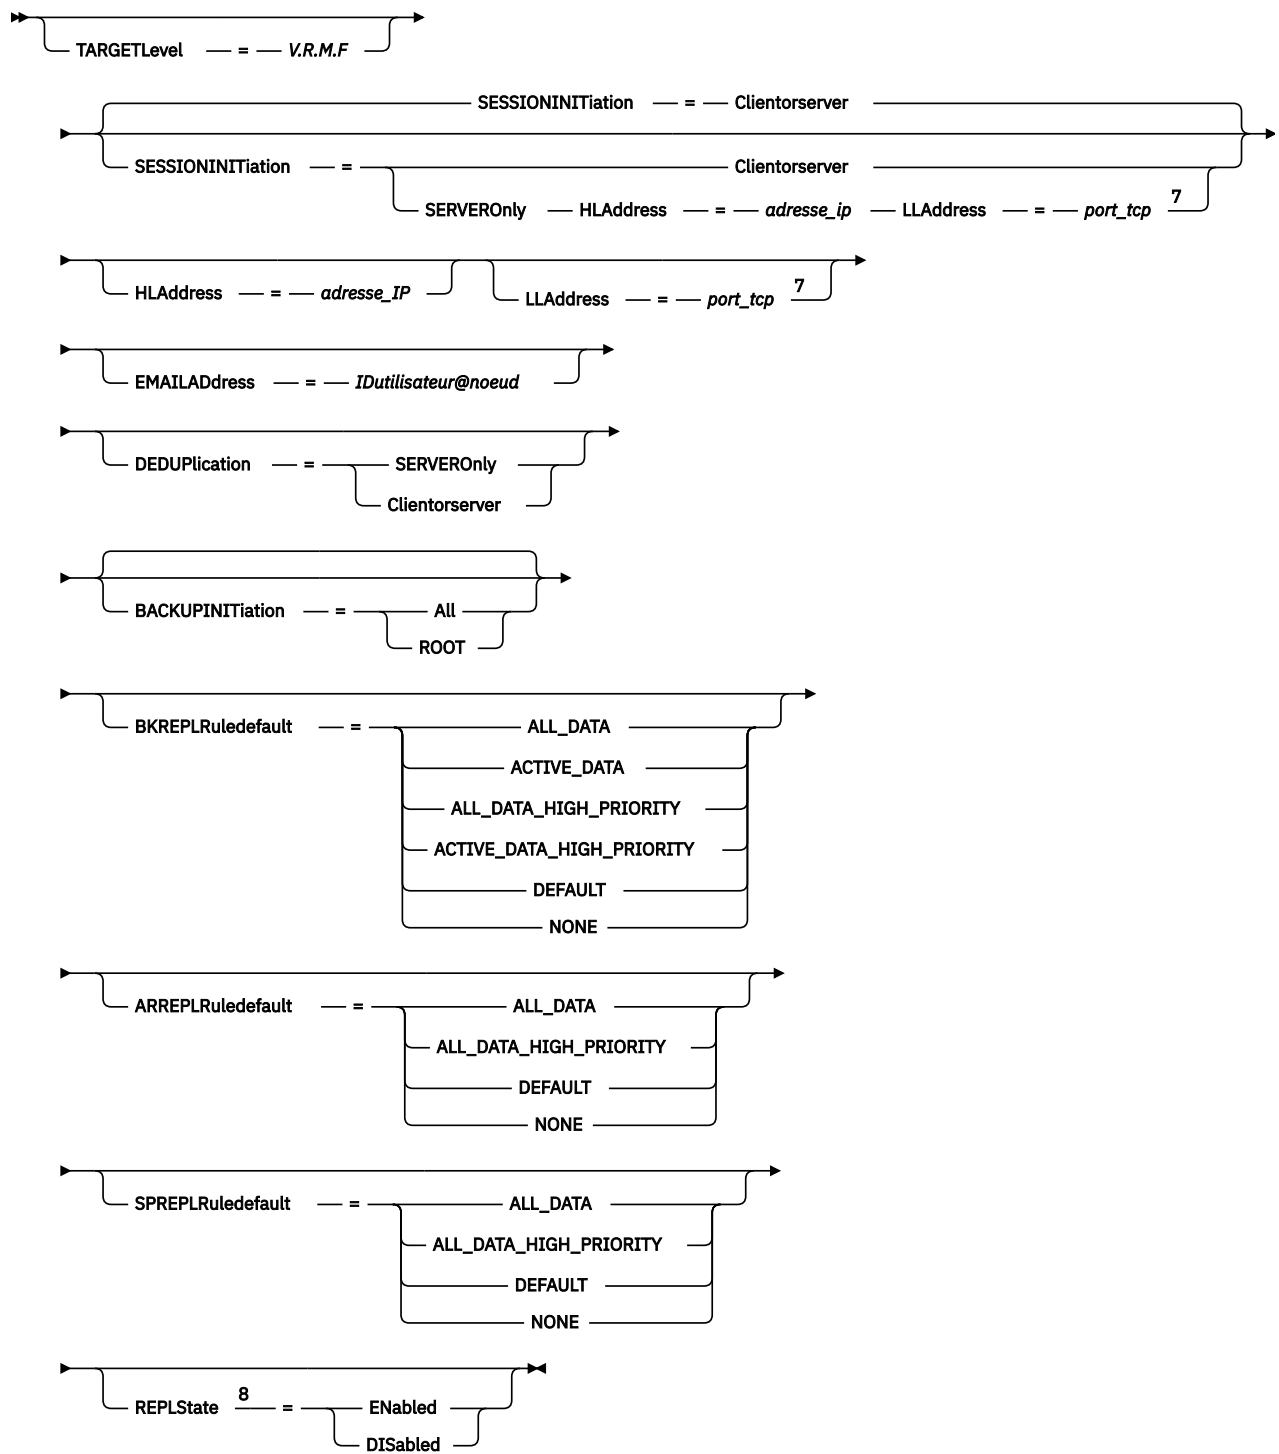 TARGETLevel = V.R.M.F
SESSIONINITiation = Clientorserver
SESSIONINITiation = Clientorserver
SERVEROnly HLAddress = adresse_ip LLAddress = port_tcp 7
HLAddress = adresse_IP LLAddress = port_tcp 7
EMAILADdress = IDutilisateur@noeud
DEDUPlication = SERVEROnly
Clientorserver
BACKUPINITiation = All
ROOT
BKREPLRuledefault = ALL_DATA
ACTIVE_DATA
ALL_DATA_HIGH_PRIORITY
ACTIVE_DATA_HIGH_PRIORITY
DEFAULT
NONE
ARREPLRuledefault = ALL_DATA
ALL_DATA_HIGH_PRIORITY
DEFAULT
NONE
SPREPLRuledefault = ALL_DATA
ALL_DATA_HIGH_PRIORITY
DEFAULT
NONE
REPLState 8 = ENabled
DISabled